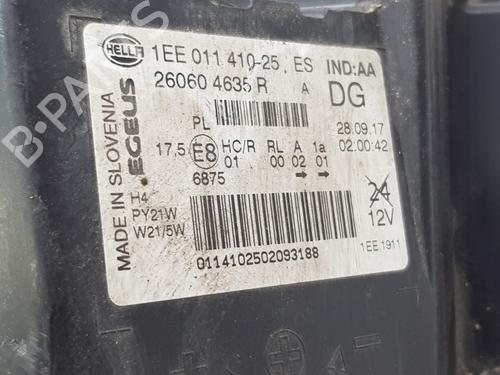 HELLA
1EE 011 410-25 . ES IND:AA
26060 4635 R A DG
PL
17,5 E8 HC/R RL A 1a
01 00 02 01
6875 → →
28.09.17
02:00:42
H4
PY21W
W21/5W
24
12V
1EE 1911
0114102502093188
MADE IN SLOVENIA
B-PARTS